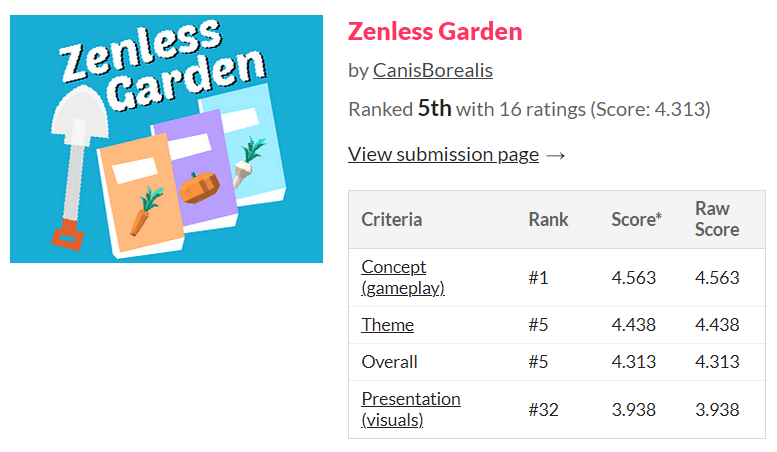 Zenless
Garden
Zenless Garden
by CanisBorealis
Ranked 5th with 16 ratings (Score: 4.313)
View submission page →
Criteria Rank Score* Raw
Score
Concept
(gameplay) #1 4.563 4.563
Theme #5 4.438 4.438
Overall #5 4.313 4.313
Presentation
(visuals) #32 3.938 3.938